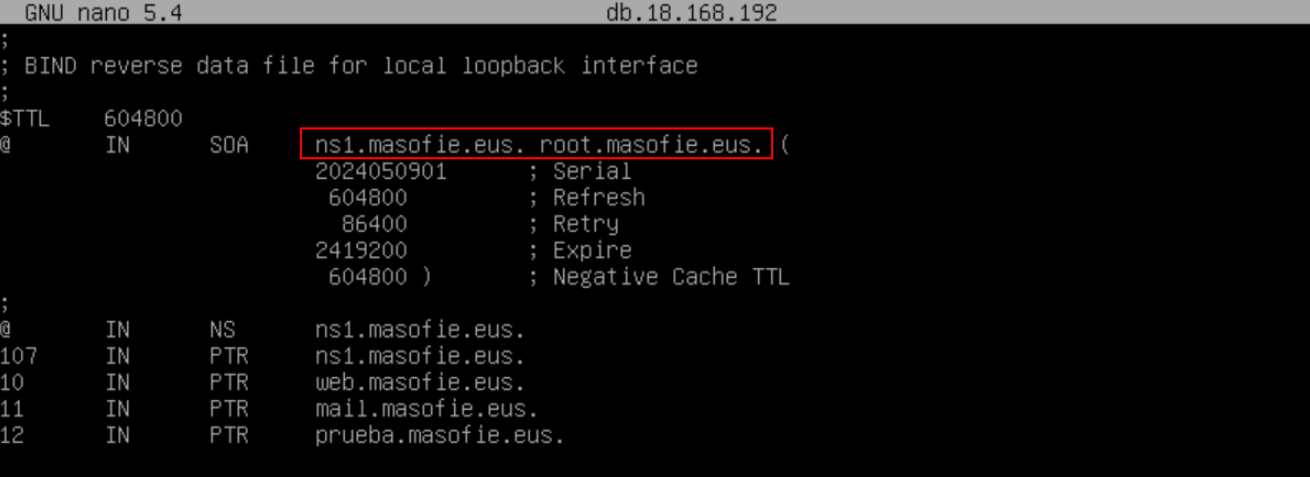 GNU nano 5.4 db.18.168.192
;
; BIND reverse data file for local loopback interface
;
$TTL 604800
@ IN SOA ns1.masofie.eus. root.masofie.eus. (
2024050901 ; Serial
604800 ; Refresh
86400 ; Retry
2419200 ; Expire
604800 ) ; Negative Cache TTL
;
@ IN NS ns1.masofie.eus.
107 IN PTR ns1.masofie.eus.
10 IN PTR web.masofie.eus.
11 IN PTR mail.masofie.eus.
12 IN PTR prueba.masofie.eus.